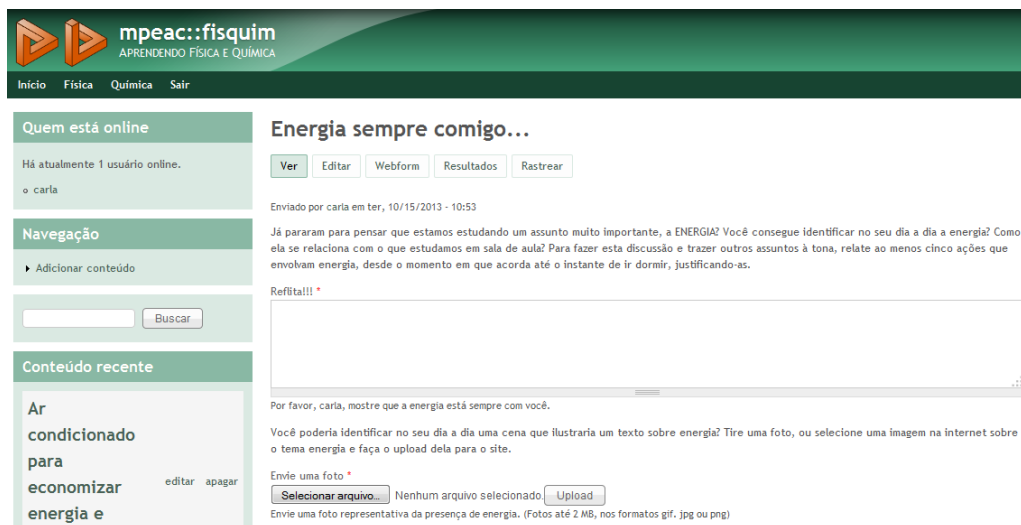 mpeac::fisquim
APRENDENDO FÍSICA E QUÍMICA
Início Física Química Sair
Quem está online
Há atualmente 1 usuário online.
carla
Navegação
Adicionar conteúdo
Buscar
Conteúdo recente
Ar
condicionado
para
economizar
energia e
editar apagar
Energia sempre comigo...
Ver Editar Webform Resultados Rastrear
Enviado por carla em ter, 10/15/2013 - 10:53
Já pararam para pensar que estamos estudando um assunto muito importante, a ENERGIA? Você consegue identificar no seu dia a dia a energia? Como
ela se relaciona com o que estudamos em sala de aula? Para fazer esta discussão e trazer outros assuntos à tona, relate ao menos cinco ações que
envolvam energia, desde o momento em que acorda até o instante de ir dormir, justificando-as.
Reflita!!! *
Por favor, carla, mostre que a energia está sempre com você.
Você poderia identificar no seu dia a dia uma cena que ilustraria um texto sobre energia? Tire uma foto, ou selecione uma imagem na internet sobre
o tema energia e faça o upload dela para o site.
Envie uma foto *
Selecionar arquivo... Nenhum arquivo selecionado. Upload
Envie uma foto representativa da presença de energia. (Fotos até 2 MB, nos formatos gif. jpg ou png)